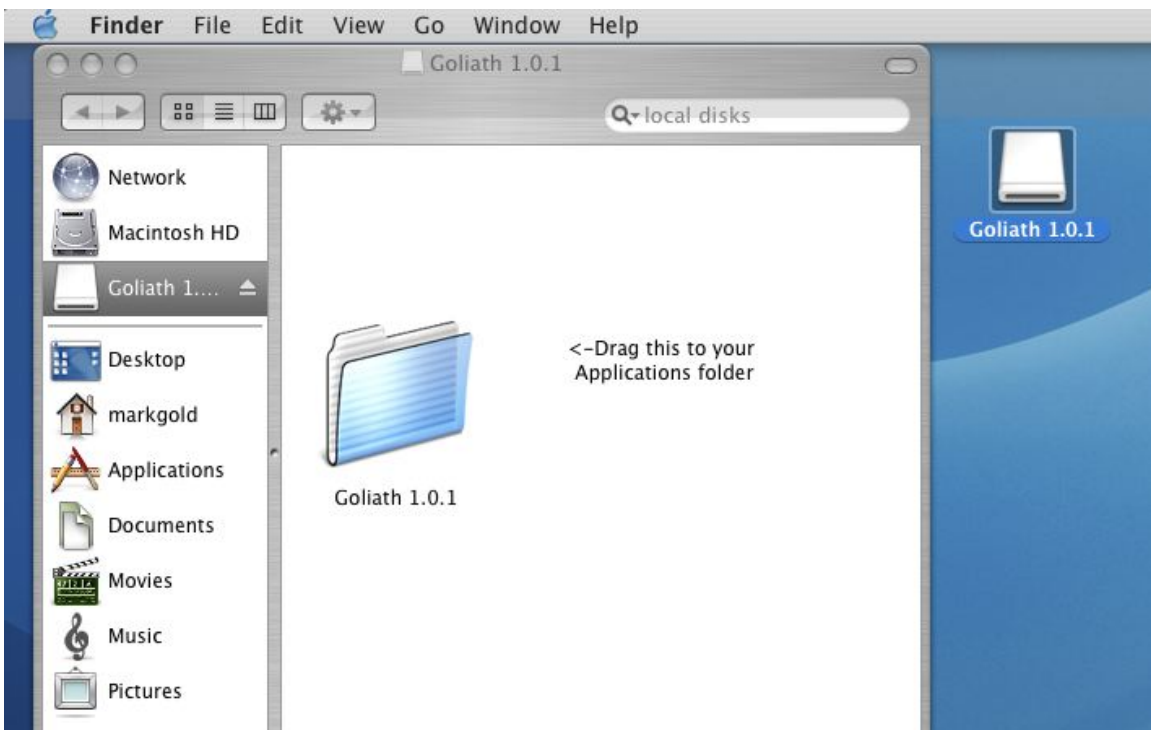 Finder File Edit View Go Window Help
Goliath 1.0.1
local disks
Network
Macintosh HD
Goliath 1....
Desktop
markgold
Applications
Documents
Movies
Music
Pictures
<-Drag this to your
Applications folder
Goliath 1.0.1
Goliath 1.0.1